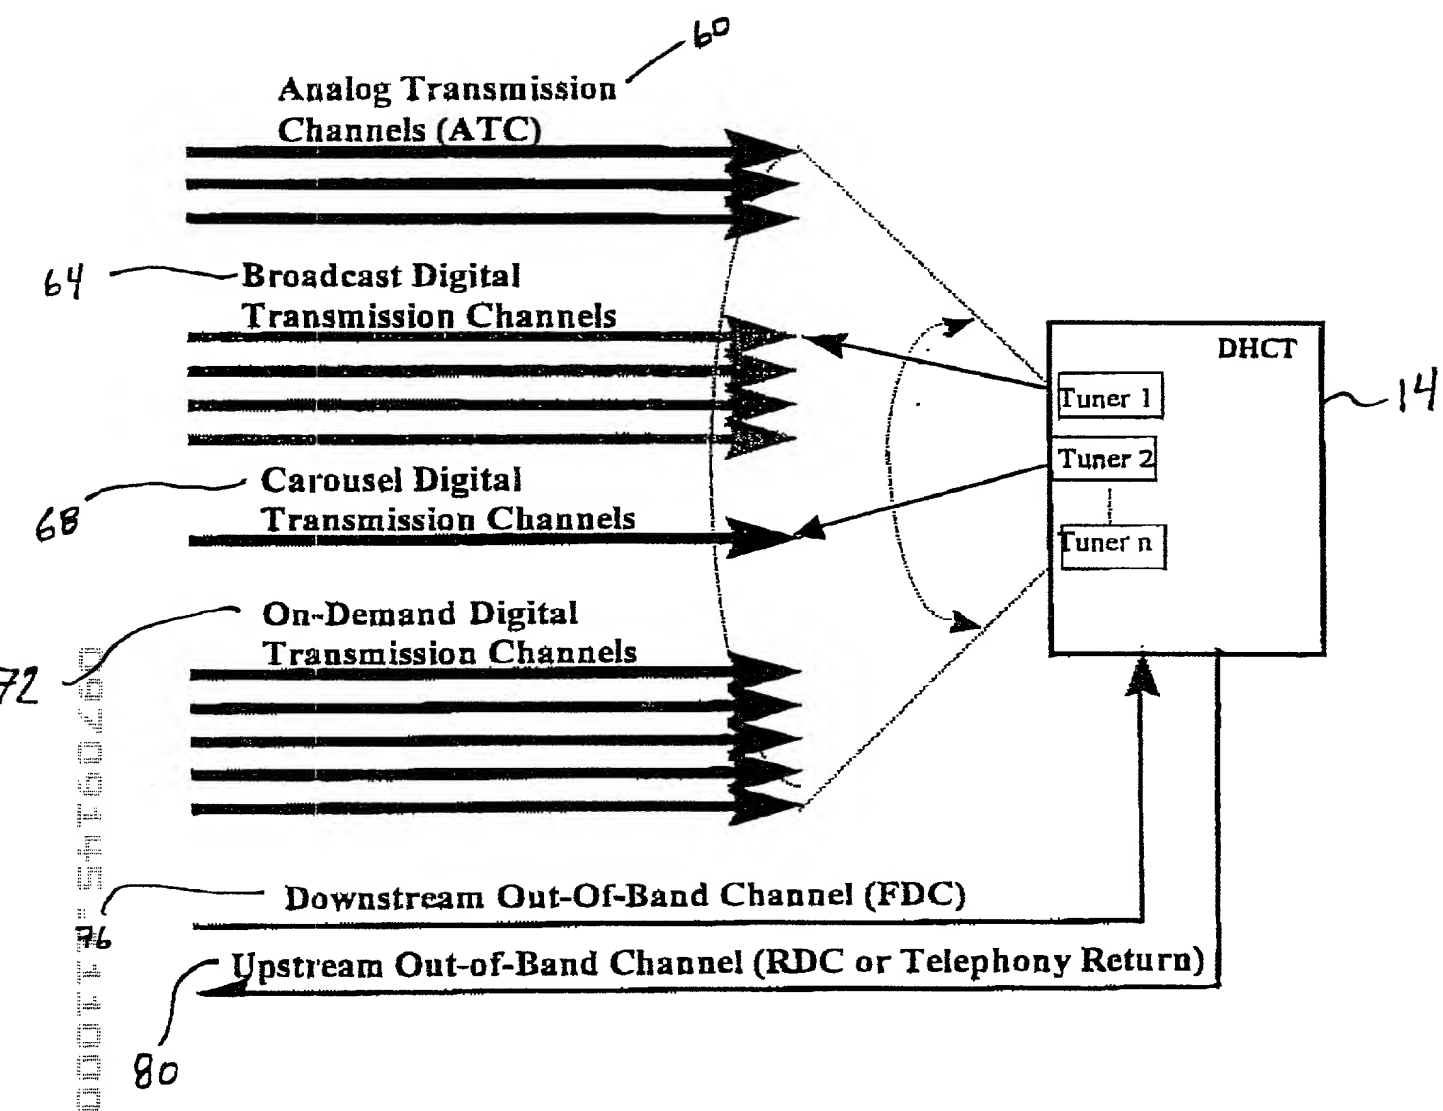 60
Analog Transmission
Channels (ATC)
64
Broadcast Digital
Transmission Channels
DHCT
Tuner 1
14
Tuner 2
Carousel Digital
68
Transmission Channels
Tuner n
On-Demand Digital
72
Transmission Channels
Downstream Out-Of-Band Channel (FDC)
76
Upstream Out-of-Band Channel (RDC or Telephony Return)
80